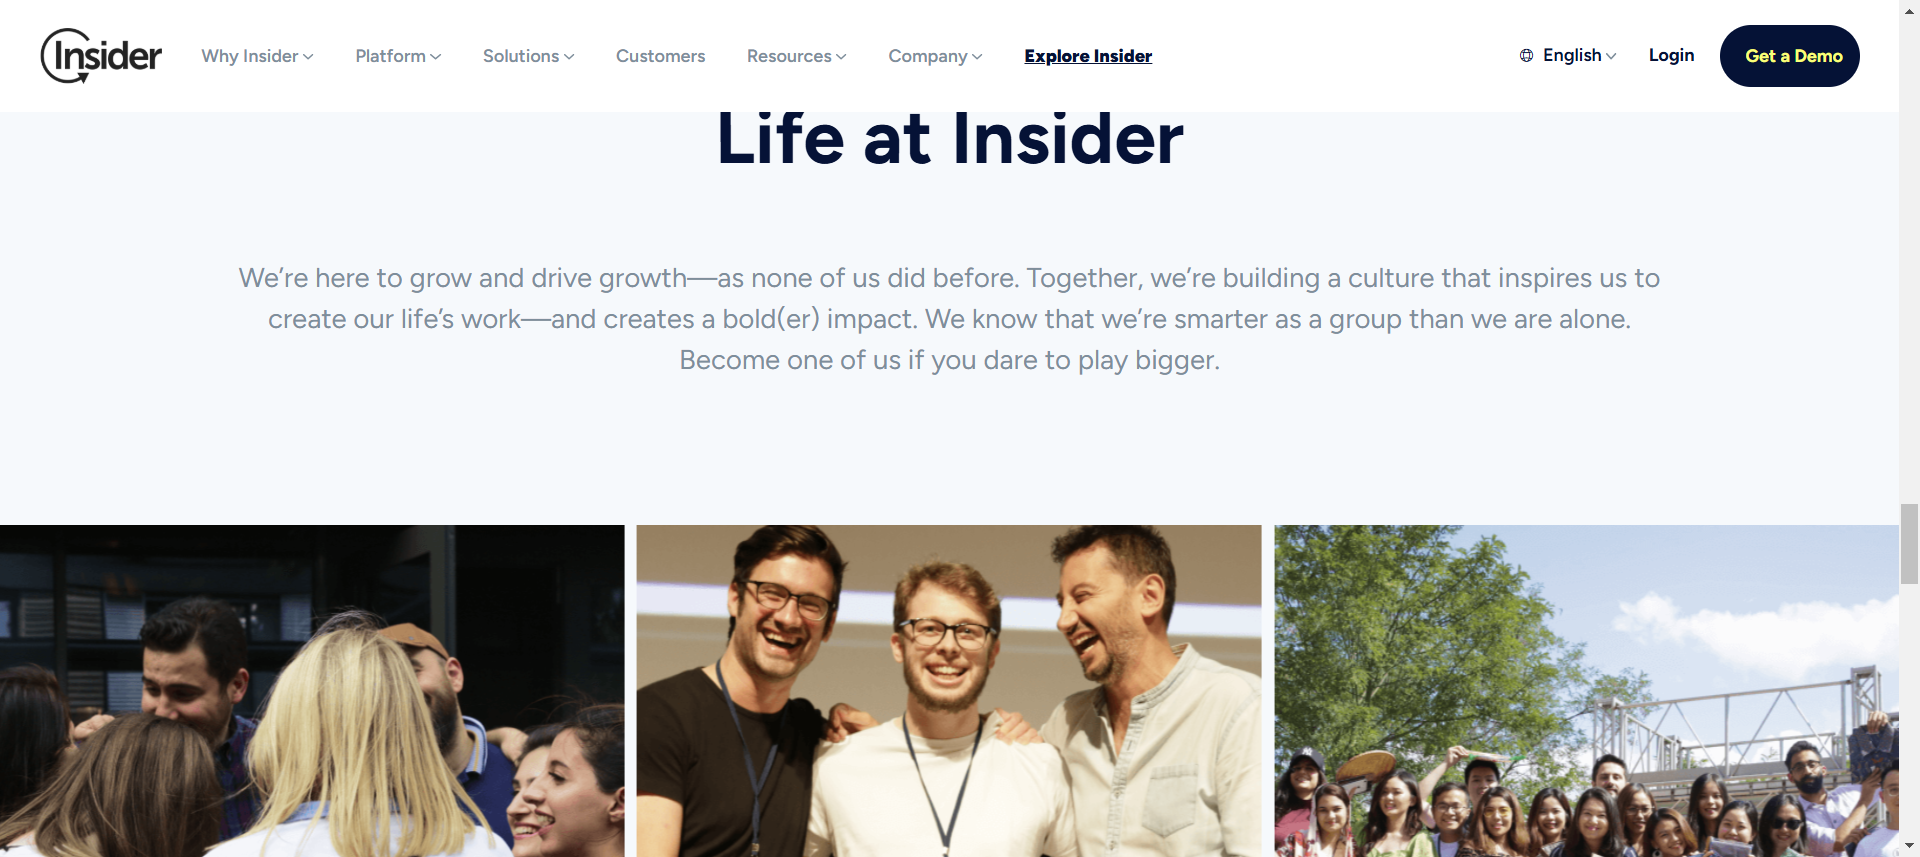 Insider
Why Insider
Platform
Solutions
Customers
Resources
Company
Explore Insider
English
Login
Get a Demo
Life at Insider
We’re here to grow and drive growth—as none of us did before. Together, we’re building a culture that inspires us to
create our life’s work—and creates a bold(er) impact. We know that we’re smarter as a group than we are alone.
Become one of us if you dare to play bigger.